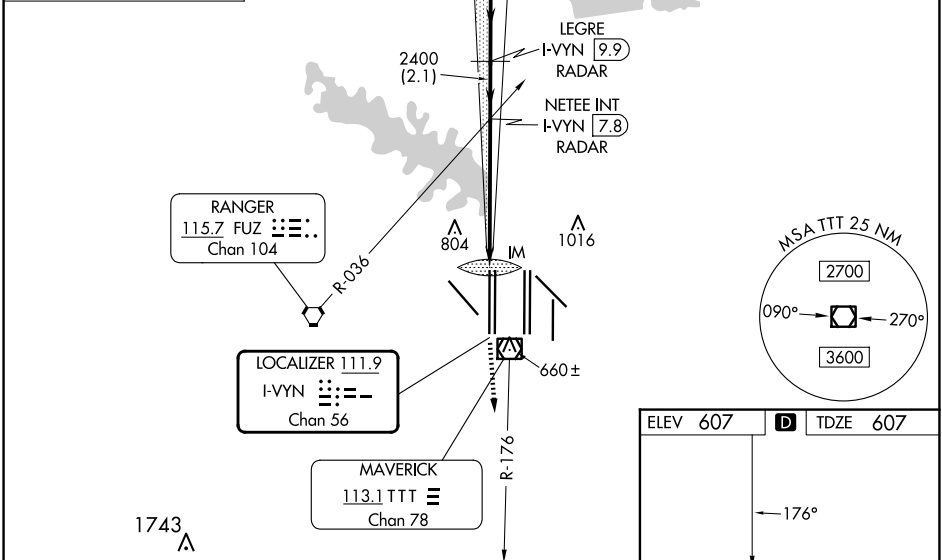 LEGRE
I-VYN 9.9
RADAR
2400
(2.1)
NETEE INT
I-VYN 7.8
RADAR
RANGER
115.7 FUZ
Chan 104
R-036
804
IM
1016
MSA TTT 25 NM
2700
090°
270°
3600
LOCALIZER 111.9
I-VYN
Chan 56
660±
MAVERICK
113.1 TTT
Chan 78
R-176
1743
ELEV 607 D TDZE 607
176°